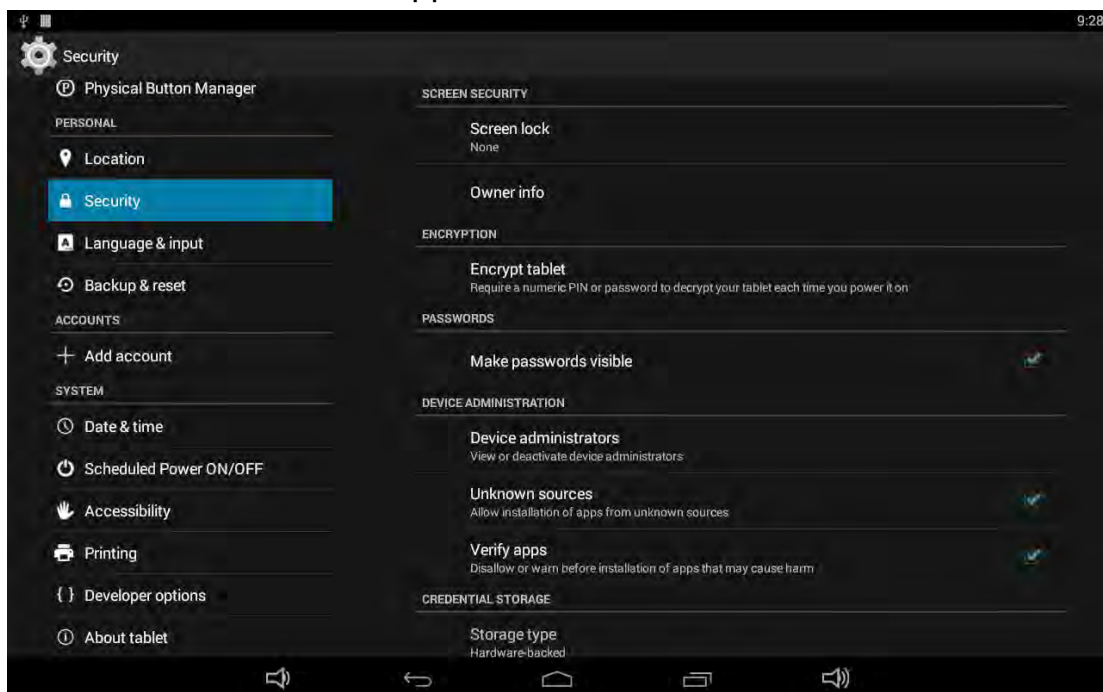 9:28
Security
Physical Button Manager
PERSONAL
Location
Security
Language & input
Backup & reset
ACCOUNTS
Add account
SYSTEM
Date & time
Scheduled Power ON/OFF
Accessibility
Printing
Developer options
About tablet
SCREEN SECURITY
Screen lock
None
Owner info
ENCRYPTION
Encrypt tablet
Require a numeric PIN or password to decrypt your tablet each time you power it on
PASSWORDS
Make passwords visible
DEVICE ADMINISTRATION
Device administrators
View or deactivate device administrators
Unknown sources
Allow installation of apps from unknown sources
Verify apps
Disallow or warn before installation of apps that may cause harm
CREDENTIAL STORAGE
Storage type
Hardware-backed